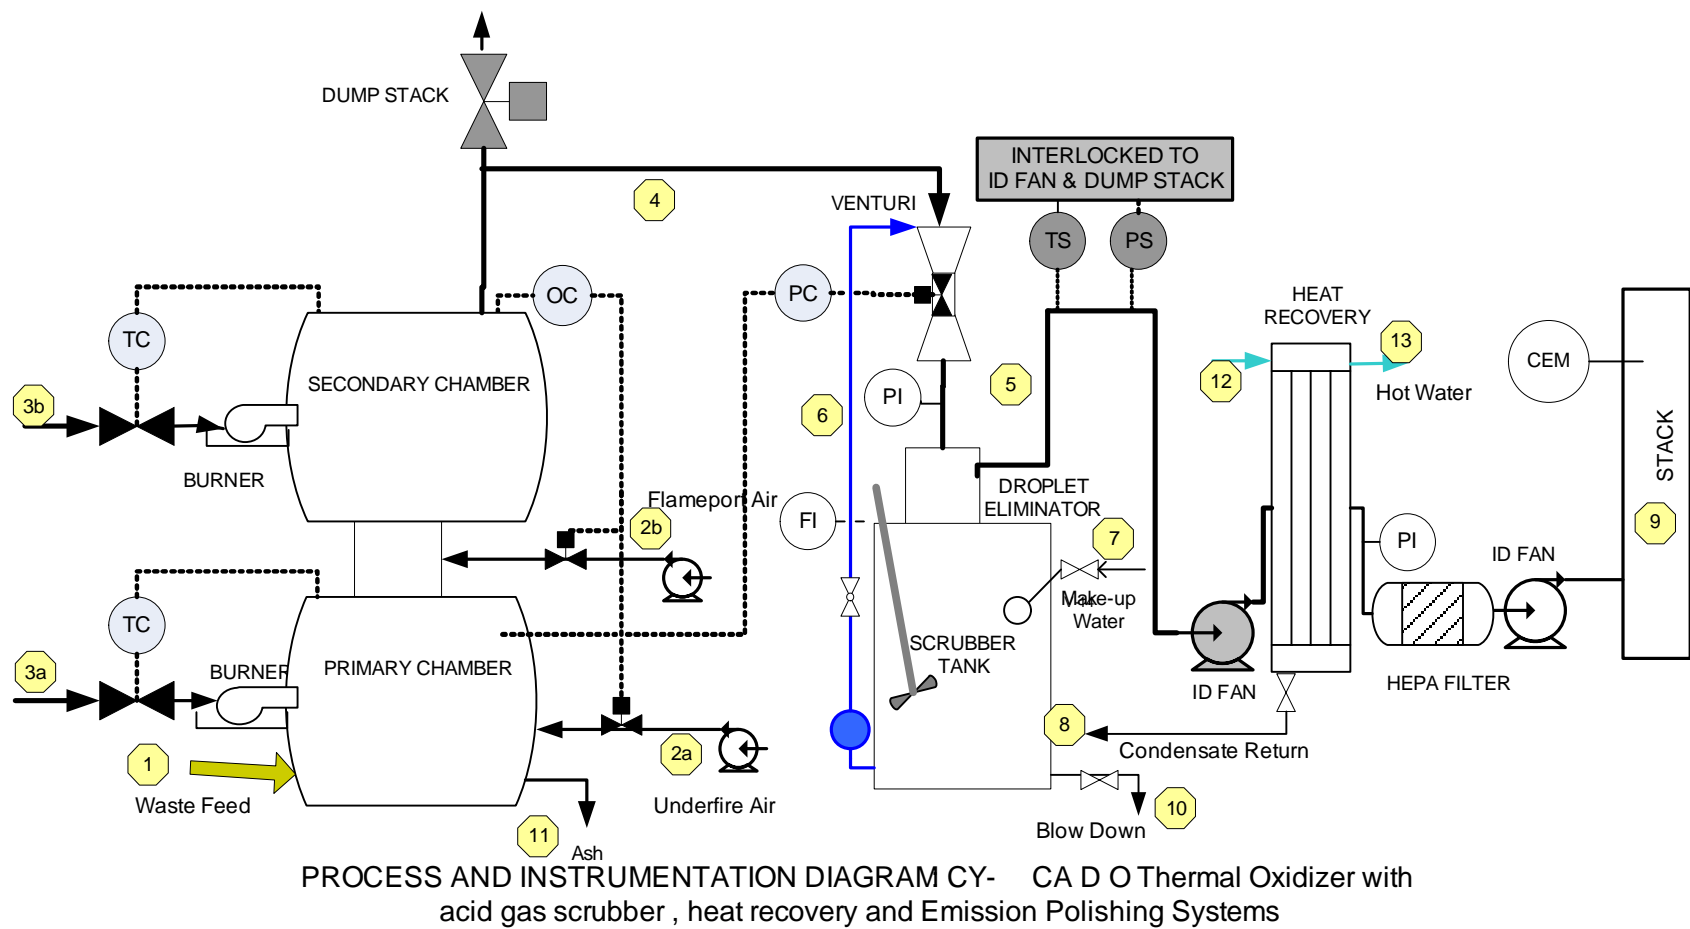 DUMP STACK
INTERLOCKED TO
ID FAN & DUMP STACK
4
VENTURI
TS
PS
OC
PC
HEAT
RECOVERY
TC
13
CEM
12
SECONDARY CHAMBER
5
PI
Hot Water
3b
6
STACK
BURNER
DROPLET
ELIMINATOR
Flameport Air
FI
2b
7
9
PI
ID FAN
Make-up
Water
TC
SCRUBBER
TANK
BURNER
PRIMARY CHAMBER
3a
ID FAN
HEPA FILTER
8
2a
Condensate Return
1
Waste Feed
Underfire Air
10
Blow Down
11
Ash
PROCESS AND INSTRUMENTATION DIAGRAM CY- CA D O Thermal Oxidizer with
acid gas scrubber , heat recovery and Emission Polishing Systems